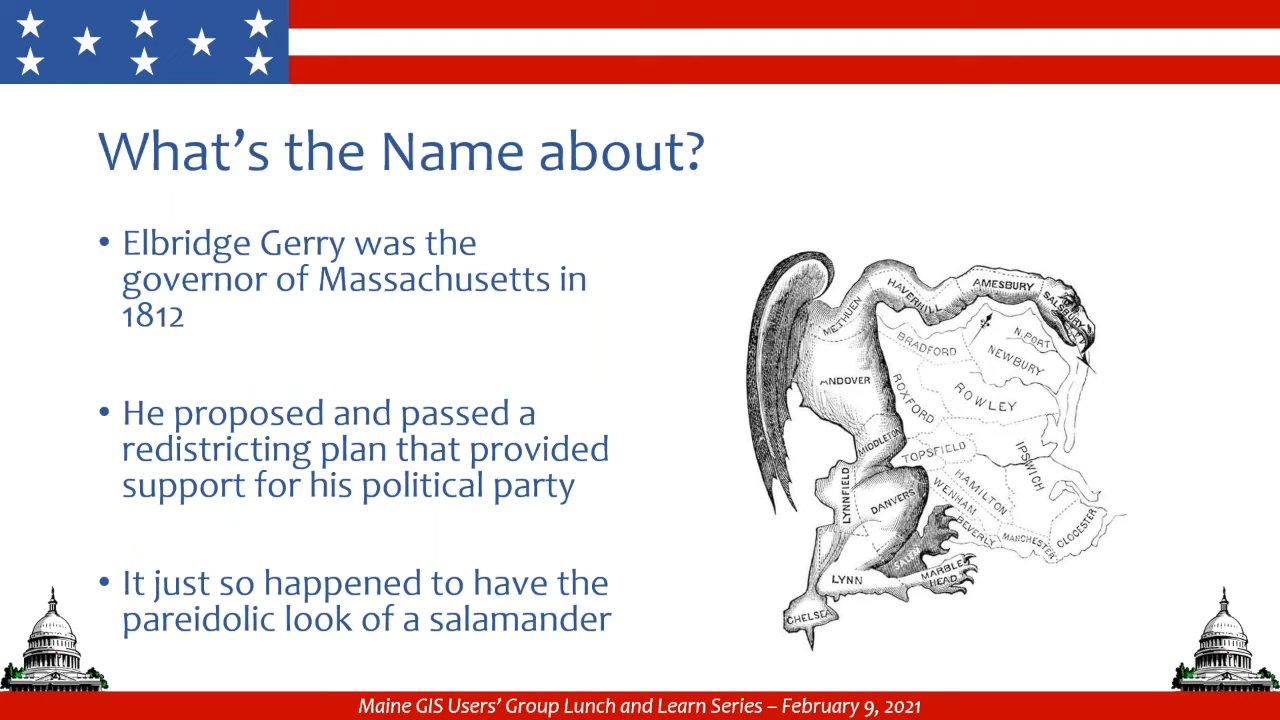 What's the Name about?
• Elbridge Gerry was the
governor of Massachusetts in
1812
• He proposed and passed a
redistricting plan that provided
support for his political party
• It just so happened to have the
pareidolic look of a salamander
METHUEN
HAVERHILL
AMESBURY
SALSBURY
BRADFORD
N.PORT
NEWBURY
ANDOVER
ROXFORD
ROWLEY
MIDDLETON
TOPSFIELD
IPSWICH
LYNNFIELD
DANVERS
HAMILTON
WENHAM
BEVERLY
MANCHESTER
CLOCESTER
LYNN
MARBLE
HEAD
CHELSEA
Maine GIS Users' Group Lunch and Learn Series – February 9, 2021